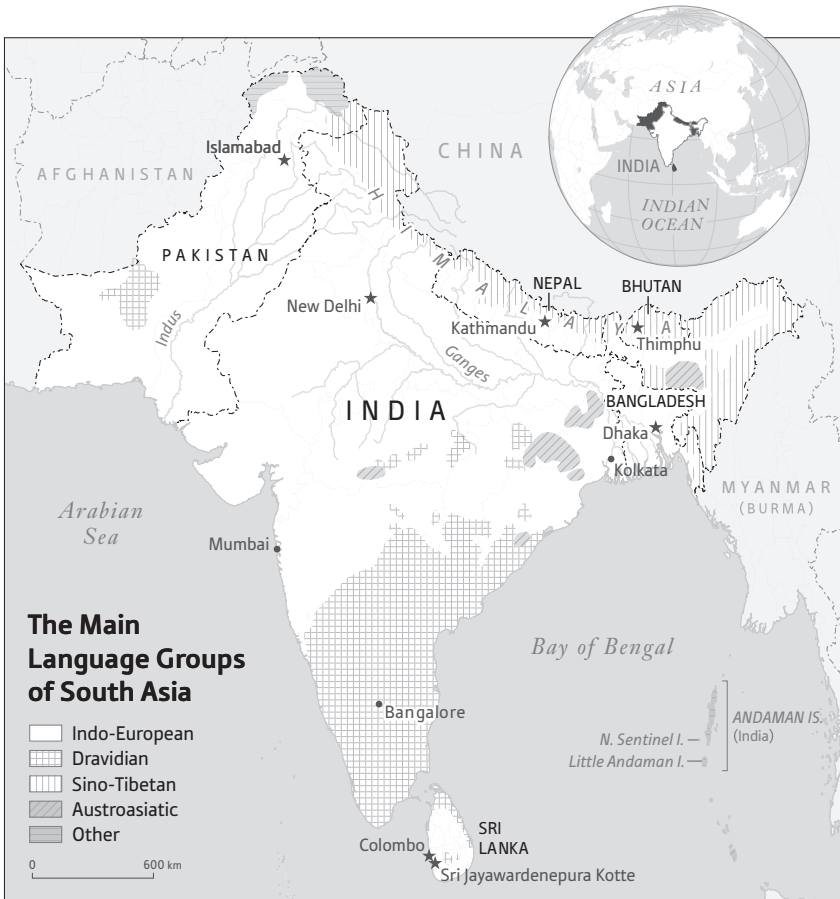 ASIA
INDIA
INDIAN
OCEAN
AFGHANISTAN
Islamabad
CHINA
PAKISTAN
HIMALAYA
NEPAL
BHUTAN
New Delhi
Kathmandu
Thimphu
Indus
Ganges
INDIA
BANGLADESH
Dhaka
Kolkata
MYANMAR
(BURMA)
Arabian
Sea
Mumbai
Bay of Bengal
Bangalore
ANDAMAN IS.
(India)
N. Sentinel I.
Little Andaman I.
SRI
LANKA
Colombo
Sri Jayawardenepura Kotte
The Main
Language Groups
of South Asia
Indo-European
Dravidian
Sino-Tibetan
Austroasiatic
Other
0 600 km